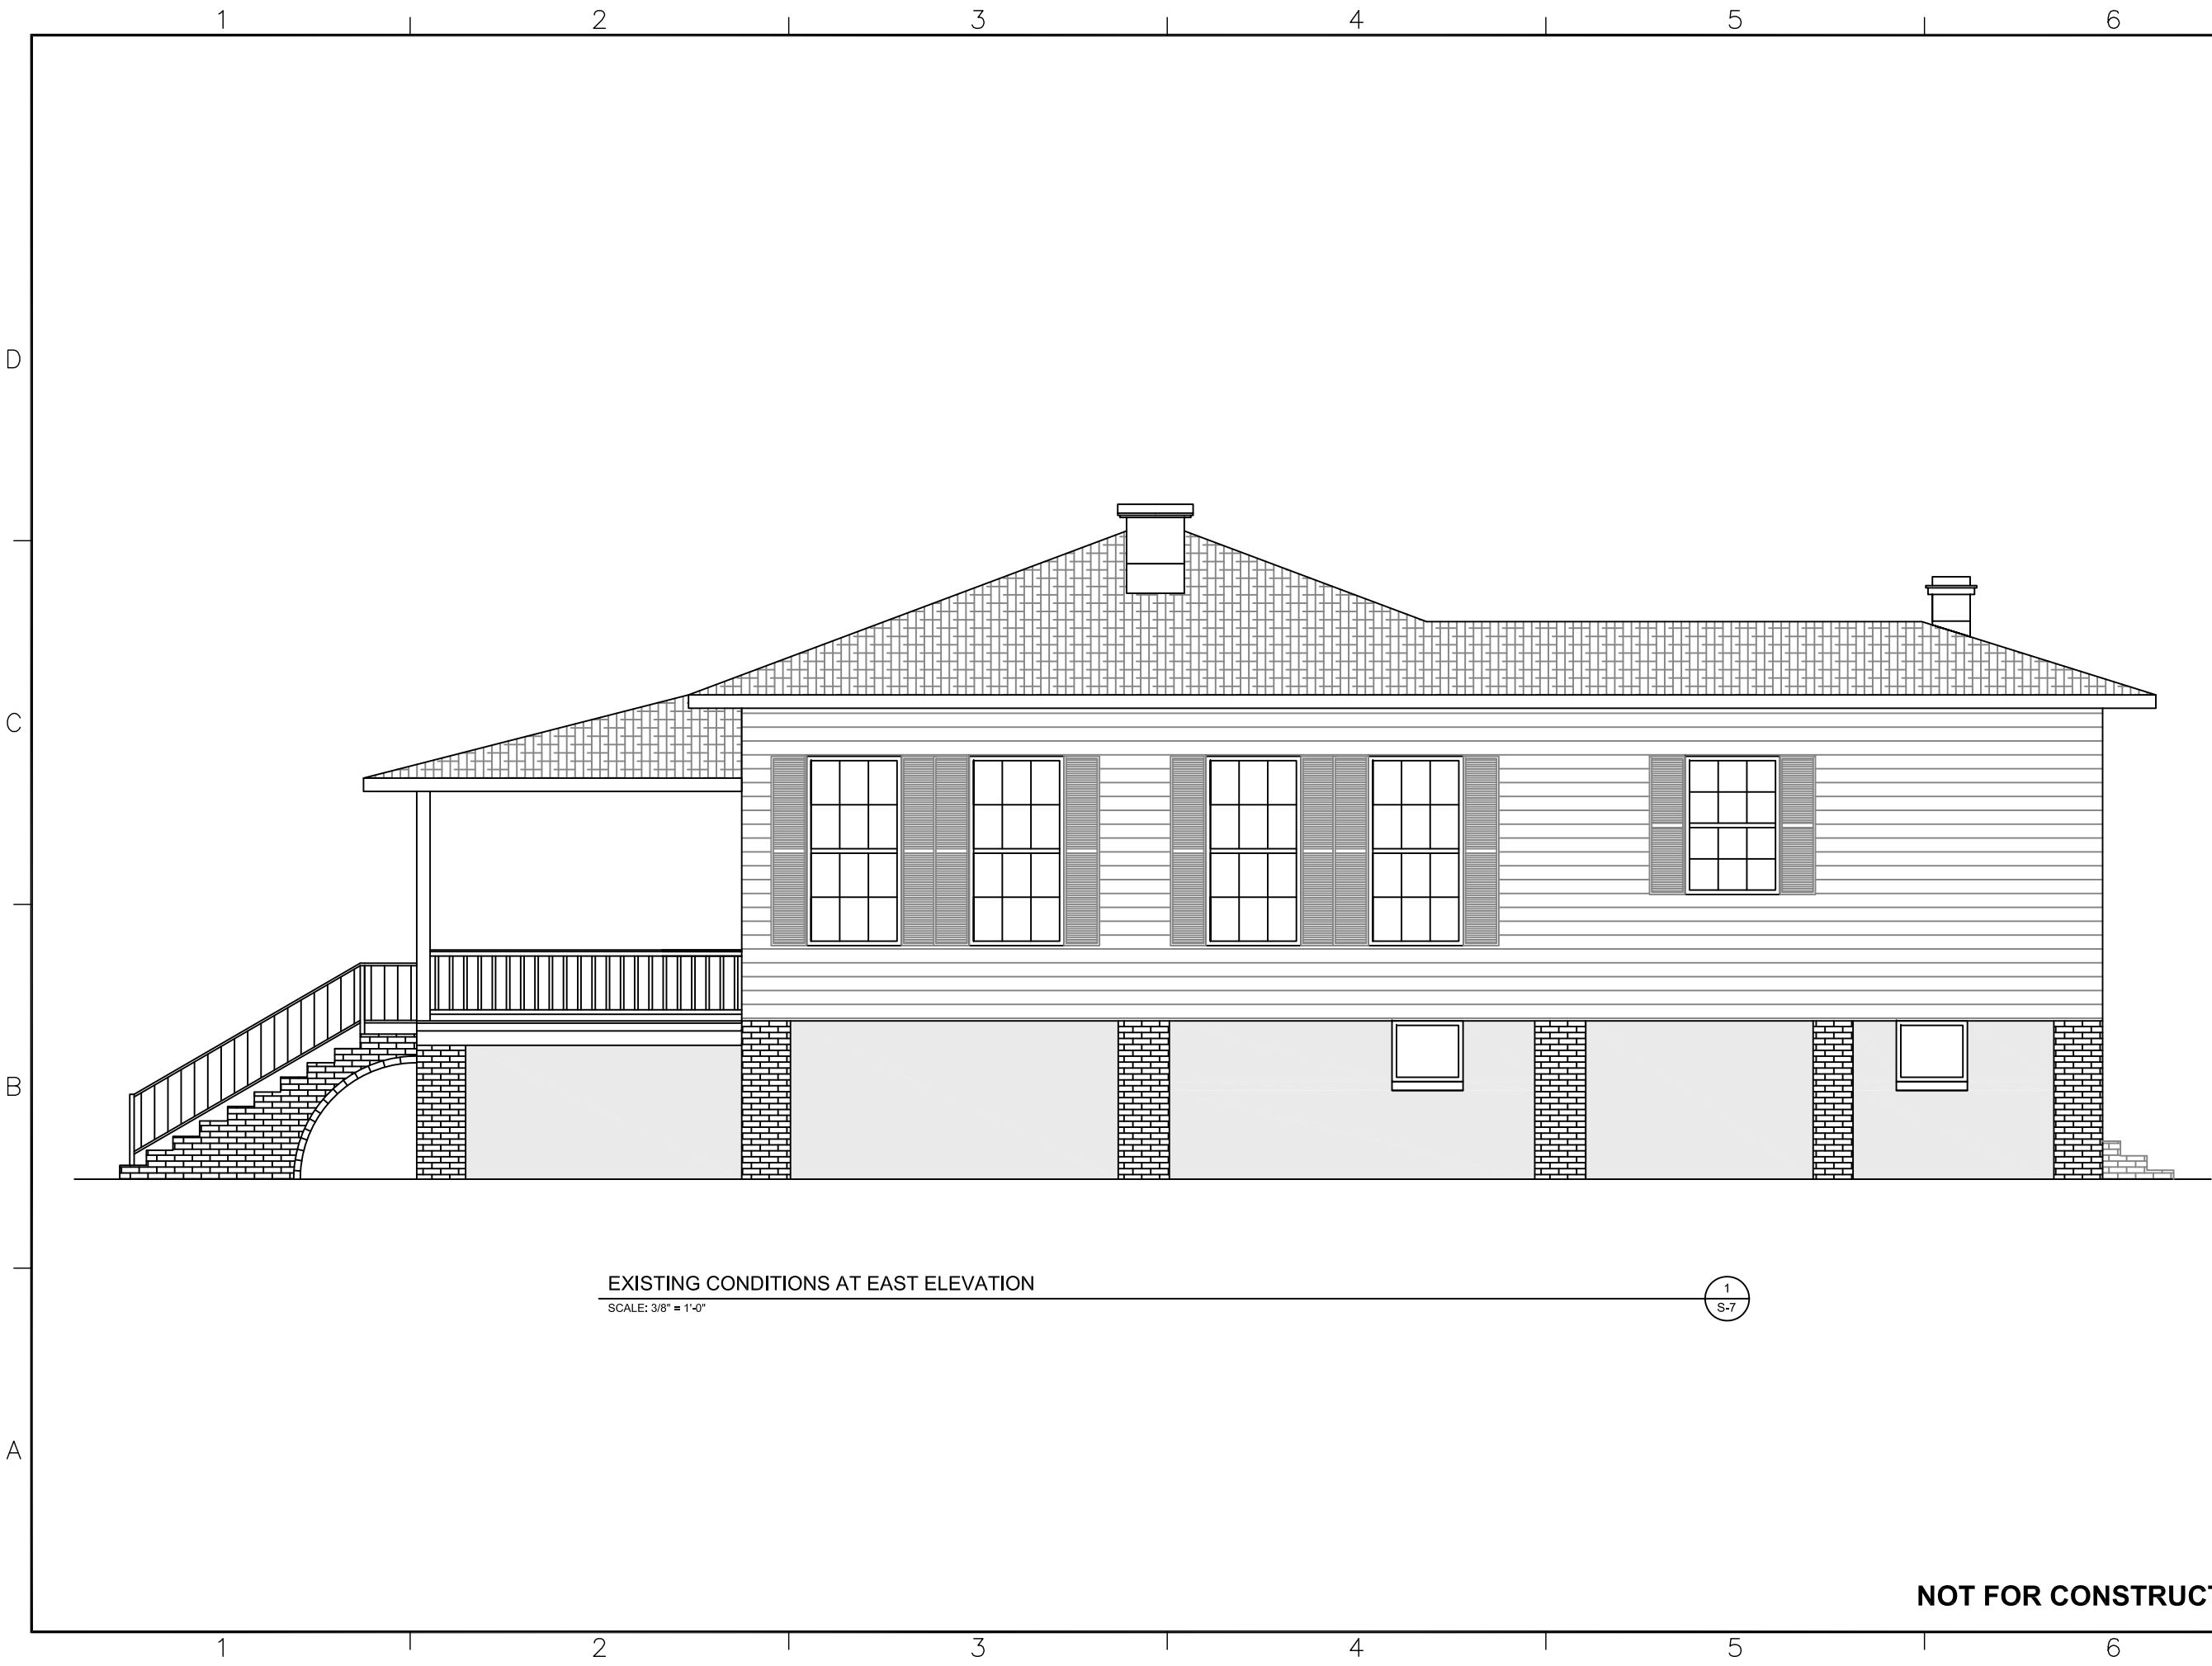 1 2 3 4 5 6
D
C
B
A
EXISTING CONDITIONS AT EAST ELEVATION
SCALE: 3/8" = 1'-0"
1
S-7
NOT FOR CONSTRUCT
1 2 3 4 5 6